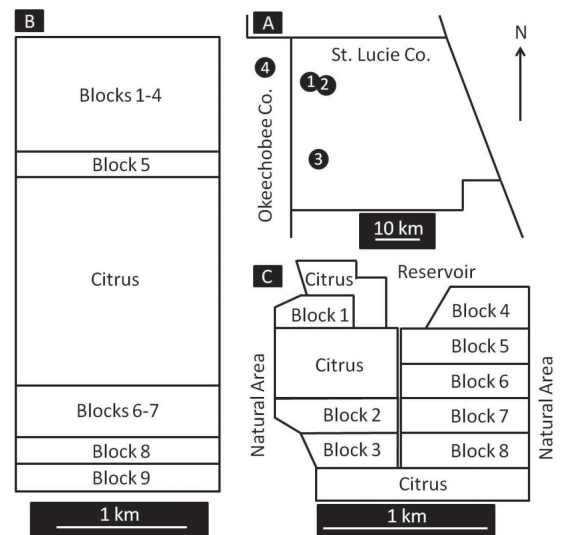 B
Blocks 1-4
Block 5
Citrus
Blocks 6-7
Block 8
Block 9
1 km
A
St. Lucie Co.
N
4
1
2
3
Okeechobee Co.
10 km
C
Citrus
Reservoir
Block 1
Block 4
Block 5
Citrus
Block 6
Natural Area
Block 2
Block 7
Natural Area
Block 3
Block 8
Citrus
1 km